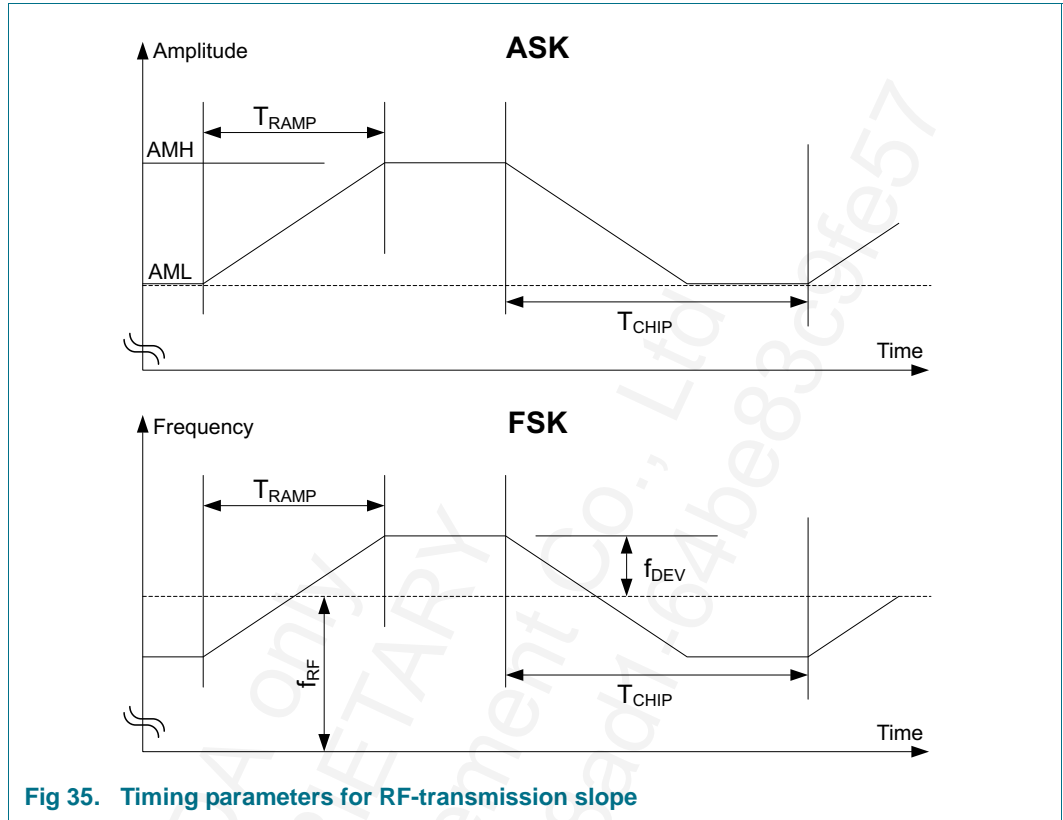 Amplitude
ASK
T_RAMP
AMH
AML
T_CHIP
Time
Frequency
FSK
T_RAMP
f_DEV
f_RF
T_CHIP
Time
Fig 35. Timing parameters for RF-transmission slope